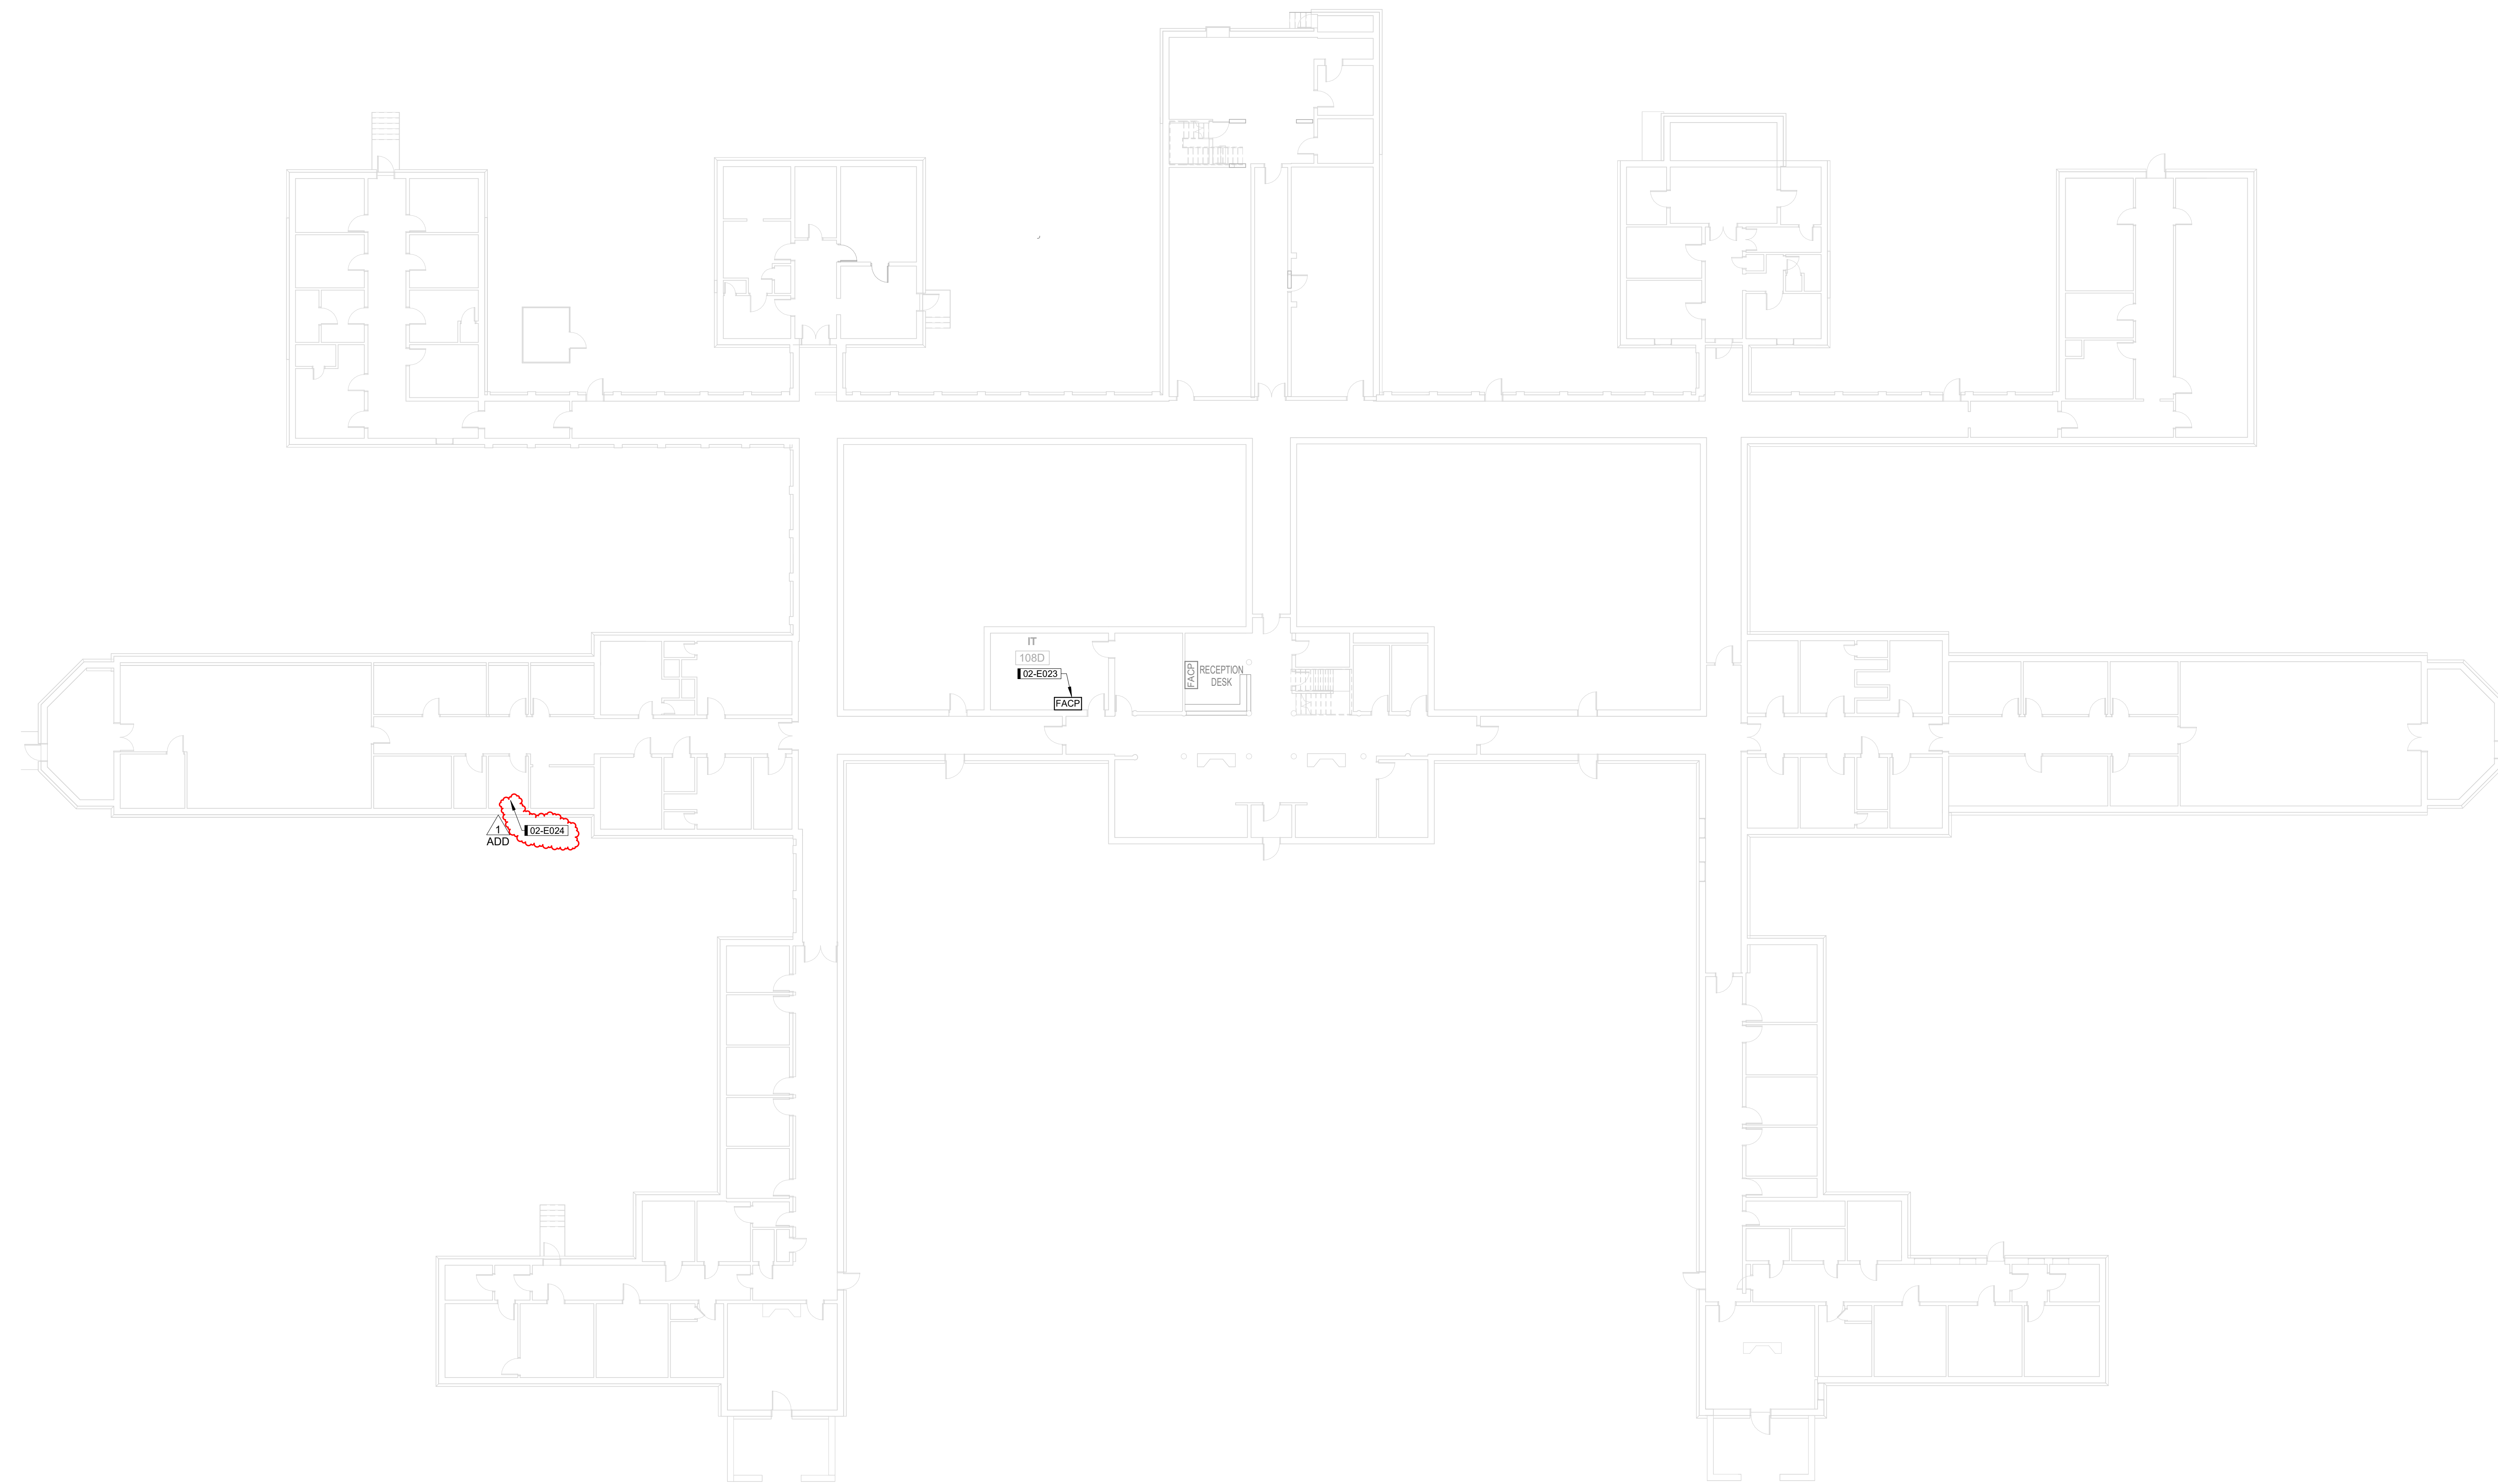 IT
108D
02-E023
FACP
FACP
RECEPTION
DESK
1
ADD
02-E024